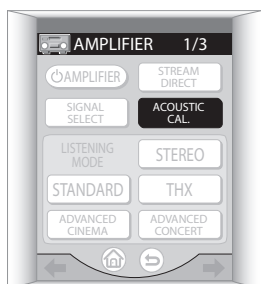 AMPLIFIER 1/3
AMPLIFIER
STREAM
DIRECT
SIGNAL
SELECT
ACOUSTIC
CAL.
LISTENING
MODE
STEREO
STANDARD
THX
ADVANCED
CINEMA
ADVANCED
CONCERT